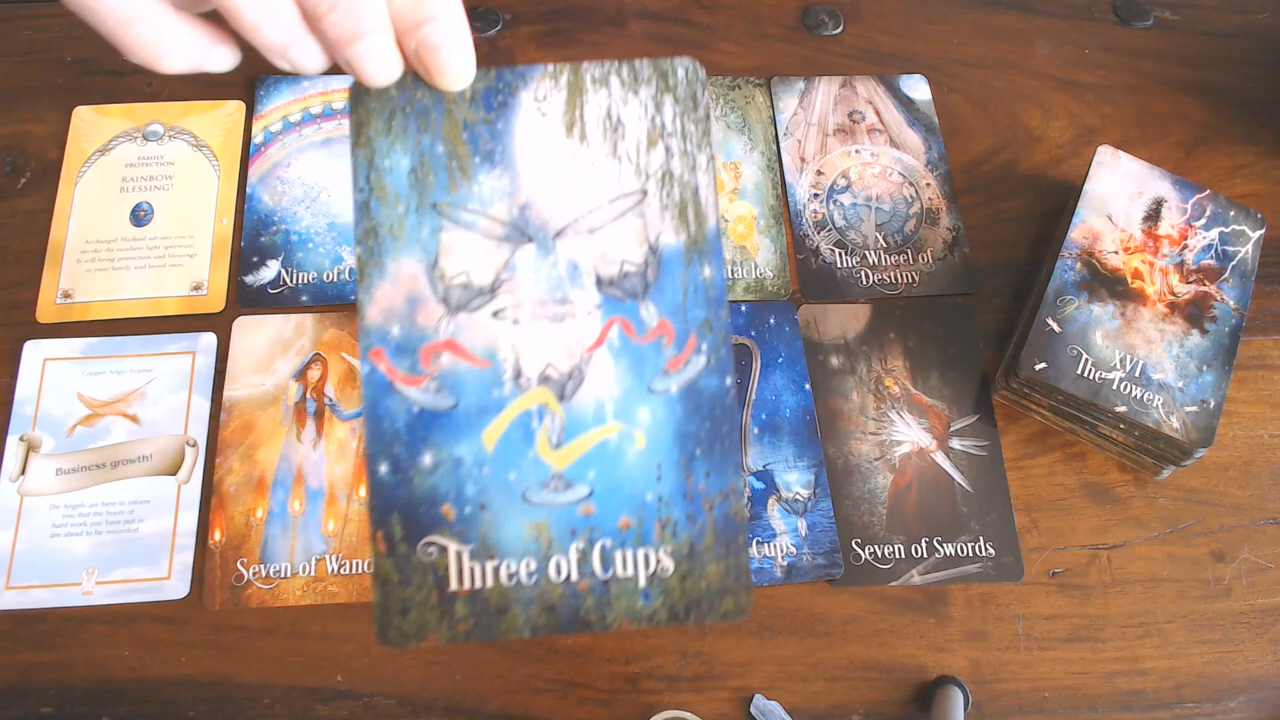 FAMILY
PROTECTION
RAINBOW
BLESSING!
Archangel Michael advises you to
invoke the rainbow light spectrum.
It will bring protection and blessings
to your family and loved ones.
Nine of C
Three of Cups
tacles
X
The Wheel of
Destiny
XVI
The Tower
Copper Angel Feather
Business growth!
The Angels are here to inform
you that the hours of
hard work you have put in
are about to be rewarded
Seven of Wand
Cups
Seven of Swords